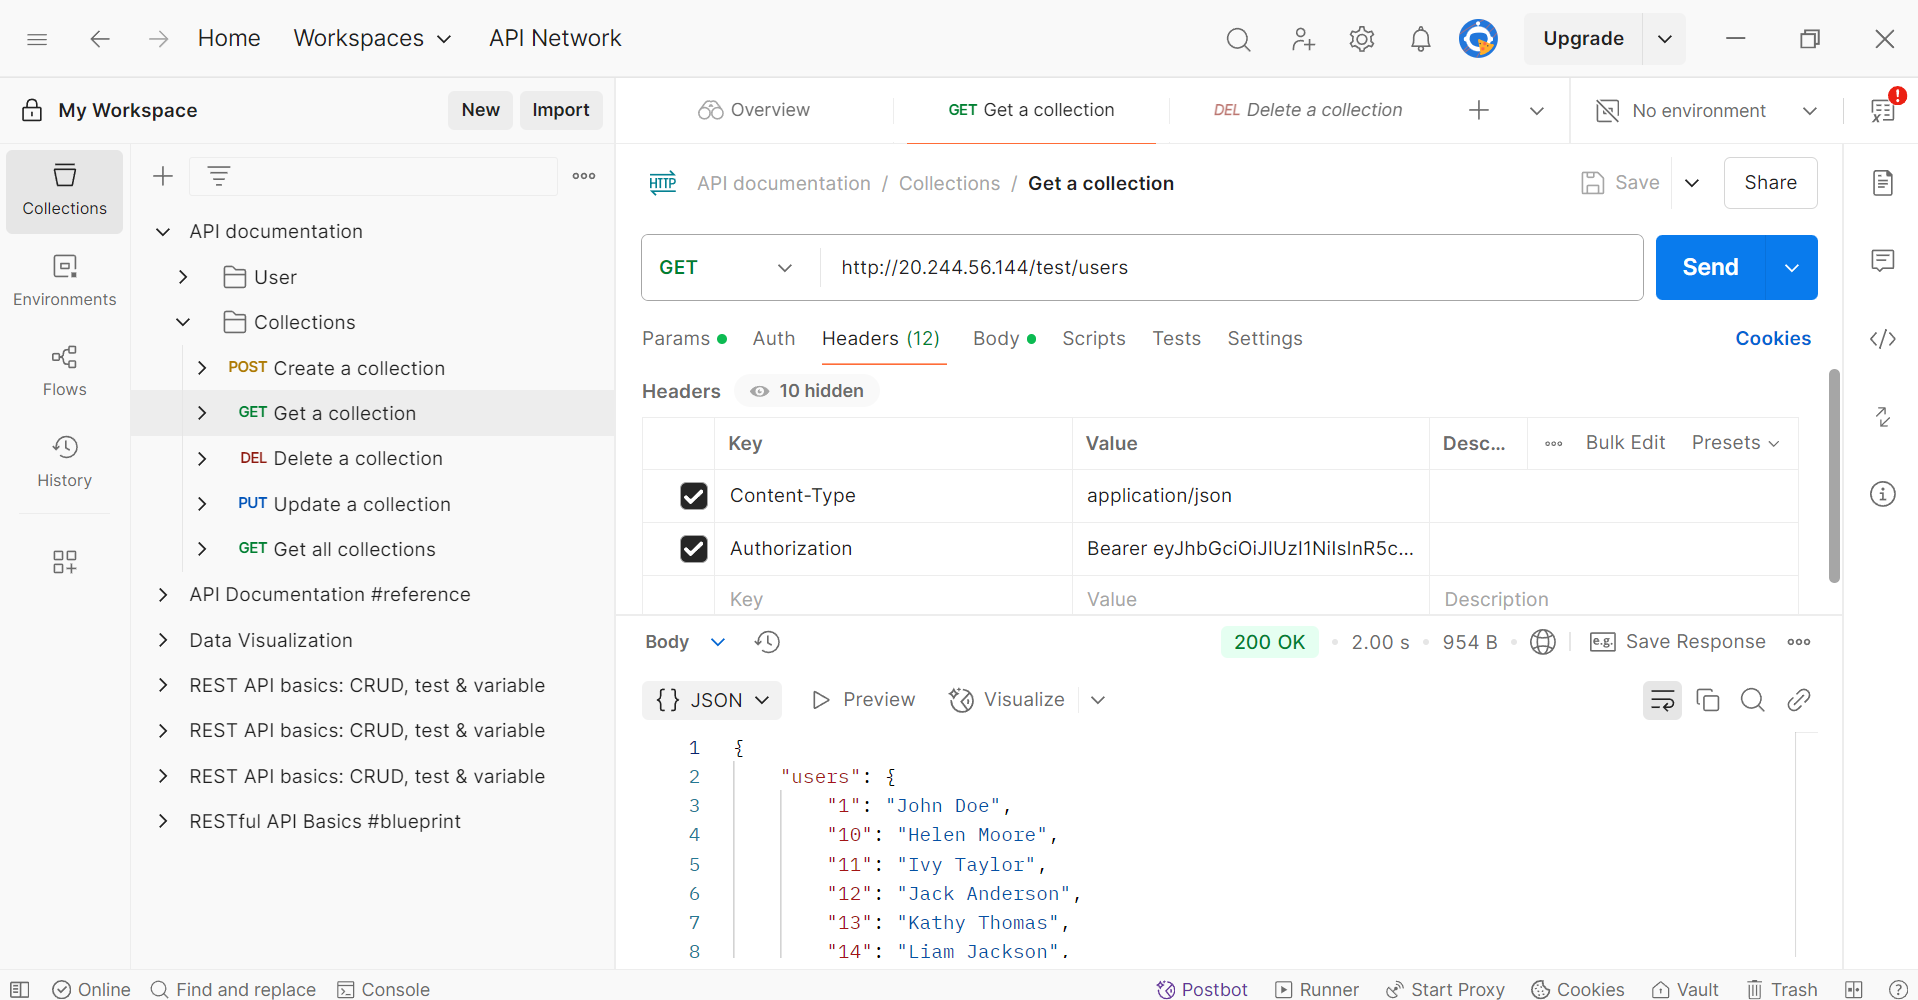 Home Workspaces API Network Upgrade
My Workspace New Import Overview GET Get a collection DEL Delete a collection No environment
Collections
Environments
Flows
History
API documentation
User
Collections
POST Create a collection
GET Get a collection
DEL Delete a collection
PUT Update a collection
GET Get all collections
API Documentation #reference
Data Visualization
REST API basics: CRUD, test & variable
REST API basics: CRUD, test & variable
REST API basics: CRUD, test & variable
RESTful API Basics #blueprint
HTTP API documentation / Collections / Get a collection Save Share
GET http://20.244.56.144/test/users Send
Params Auth Headers (12) Body Scripts Tests Settings Cookies
Headers 10 hidden
Key Value Desc... Bulk Edit Presets
Content-Type application/json
Authorization Bearer eyJhbGciOiJIUzI1NiIsInR5c...
Key Value Description
Body 200 OK 2.00 s 954 B e.g. Save Response
{} JSON Preview Visualize
1 {
2 "users": {
3 "1": "John Doe",
4 "10": "Helen Moore",
5 "11": "Ivy Taylor",
6 "12": "Jack Anderson",
7 "13": "Kathy Thomas",
8 "14": "Liam Jackson",
Online Find and replace Console Postbot Runner Start Proxy Cookies Vault Trash